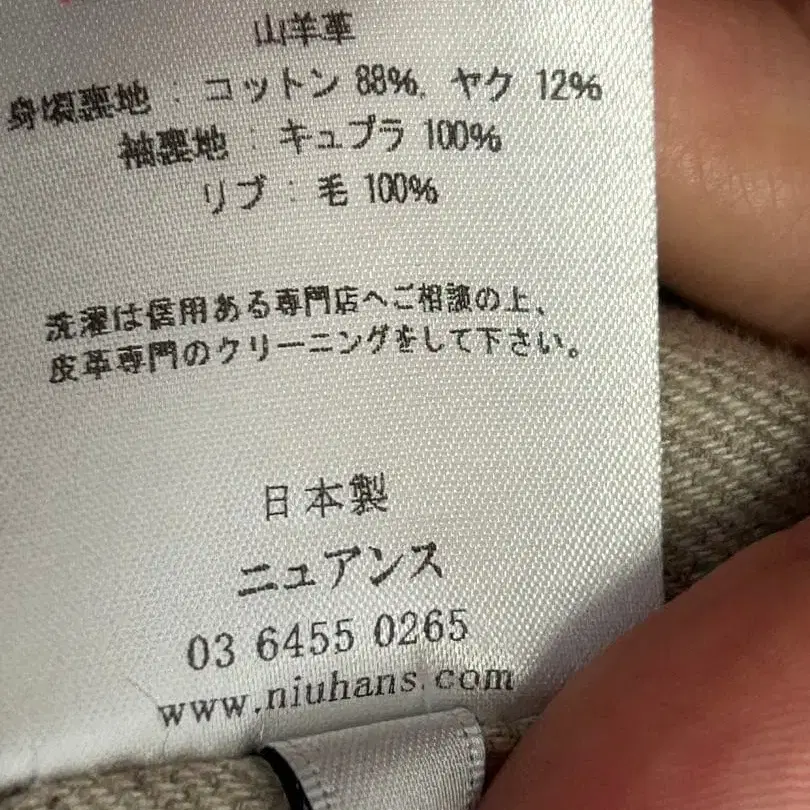 山羊革
身頃裏地 : コットン 88%, ヤク 12%
袖裏地 : キュプラ 100%
リブ : 毛 100%
洗濯は信用ある専門店へご相談の上、
皮革専門のクリーニングをして下さい。
日本製
ニュアンス
03 6455 0265
www.niuhans.com